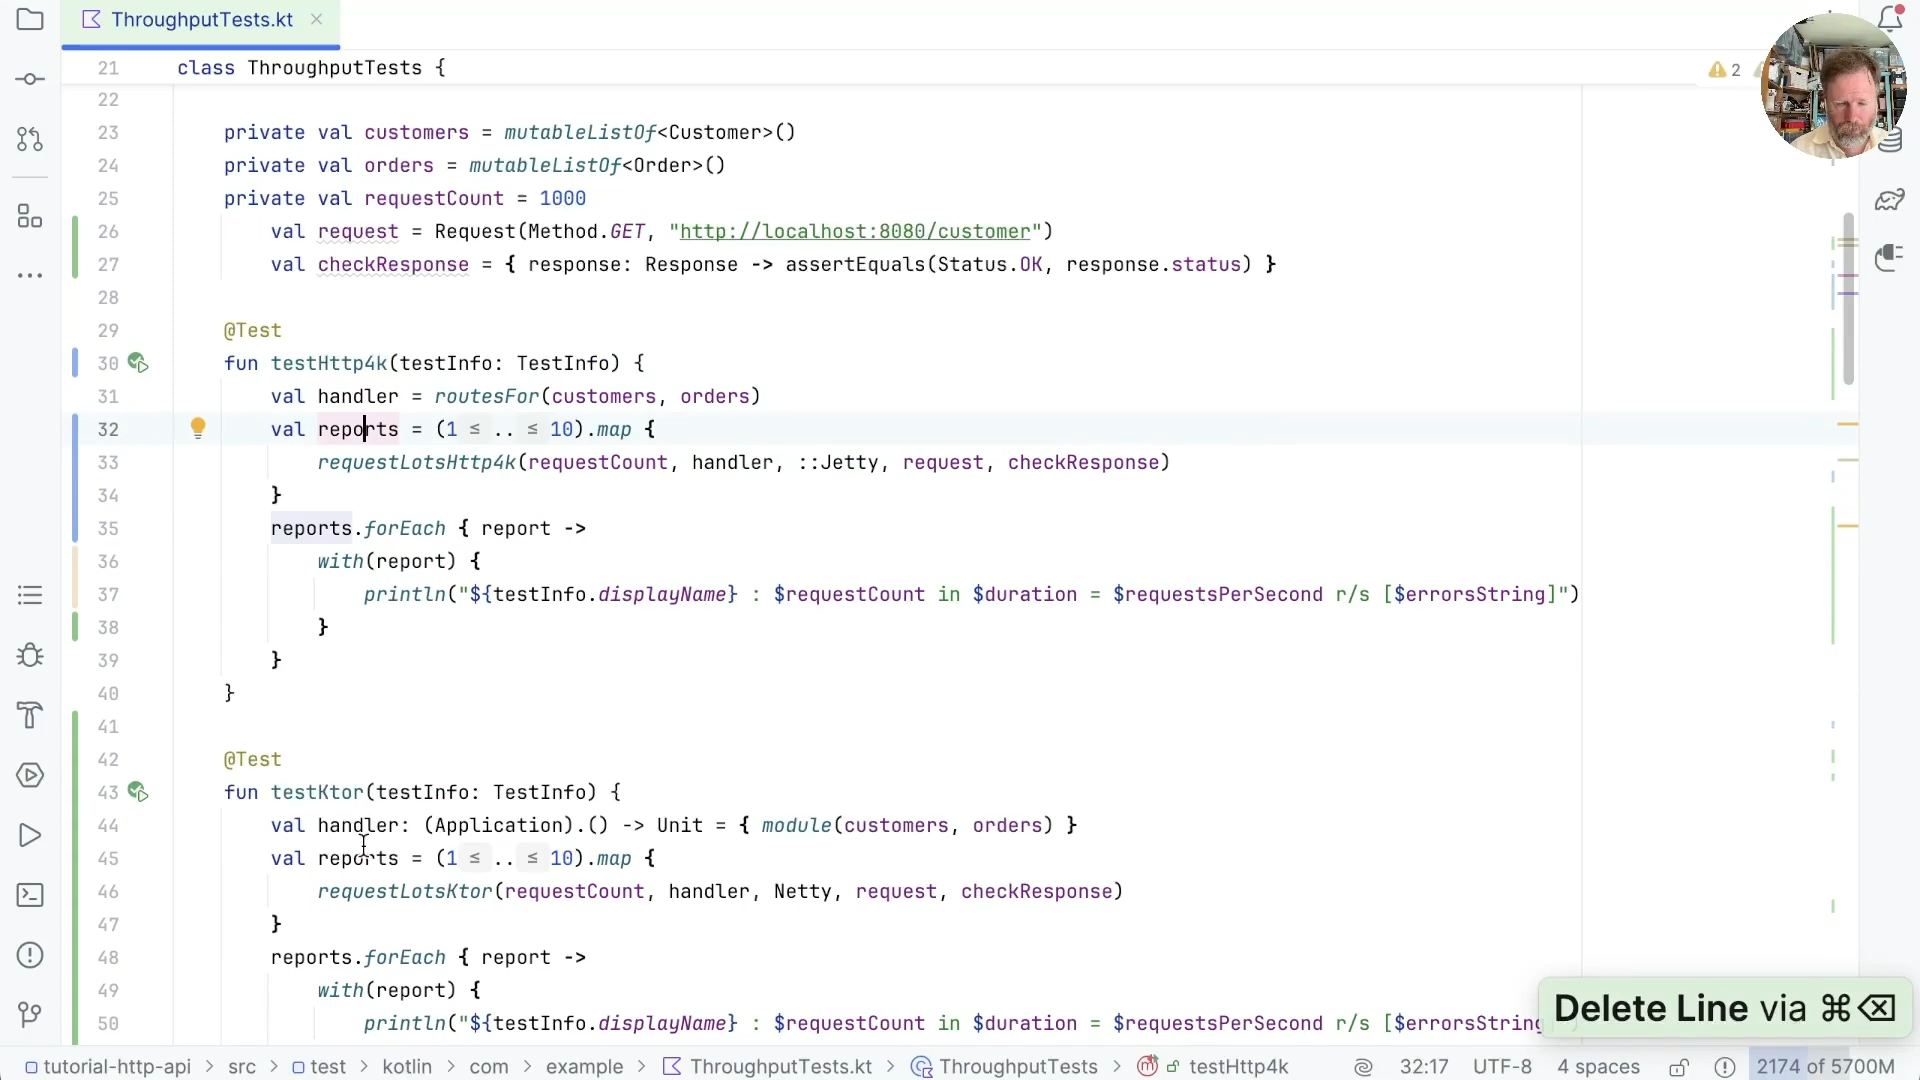 ThroughputTests.kt
21 class ThroughputTests {
2
22
23 private val customers = mutableListOf<Customer>()
24 private val orders = mutableListOf<Order>()
25 private val requestCount = 1000
26 val request = Request(Method.GET, "http://localhost:8080/customer")
27 val checkResponse = { response: Response -> assertEquals(Status.OK, response.status) }
28
29 @Test
30 fun testHttp4k(testInfo: TestInfo) {
31 val handler = routesFor(customers, orders)
32 val reports = (1 ≤ .. ≤ 10).map {
33 requestLotsHttp4k(requestCount, handler, ::Jetty, request, checkResponse)
34 }
35 reports.forEach { report ->
36 with(report) {
37 println("${testInfo.displayName} : $requestCount in $duration = $requestsPerSecond r/s [$errorsString]")
38 }
39 }
40 }
41
42 @Test
43 fun testKtor(testInfo: TestInfo) {
44 val handler: (Application).() -> Unit = { module(customers, orders) }
45 val reports = (1 ≤ .. ≤ 10).map {
46 requestLotsKtor(requestCount, handler, Netty, request, checkResponse)
47 }
48 reports.forEach { report ->
49 with(report) {
50 println("${testInfo.displayName} : $requestCount in $duration = $requestsPerSecond r/s [$errorsString
Delete Line via ⌘⌫
tutorial-http-api > src > test > kotlin > com > example > ThroughputTests.kt > ThroughputTests > testHttp4k 32:17 UTF-8 4 spaces 2174 of 5700M